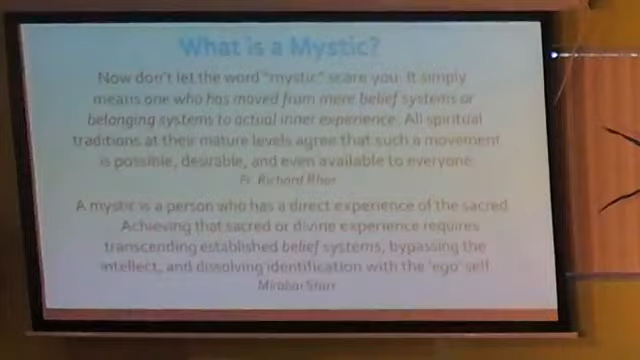 What is a Mystic?
Now don't let the word "mystic" scare you. It simply
means one who has moved from mere belief systems or
belonging systems to actual inner experience. All spiritual
traditions at their mature levels agree that such a movement
is possible, desirable, and even available to everyone.
Fr. Richard Rhor
A mystic is a person who has a direct experience of the sacred.
Achieving that sacred or divine experience requires
transcending established belief systems, bypassing the
intellect, and dissolving identification with the 'ego' self.
Mirabai Starr